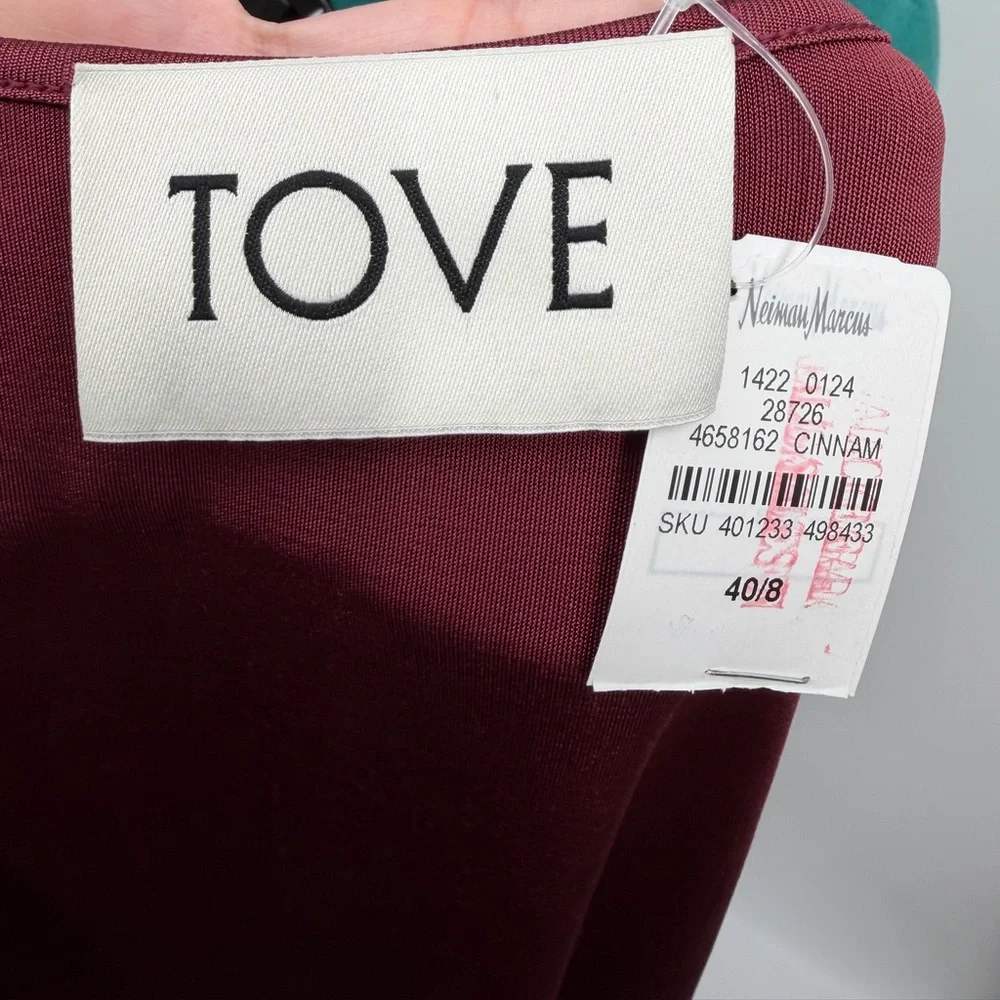 TOVE
Neiman Marcus
1422 0124
28726
4658162 CINNAM
SKU 401233 498433
40/8